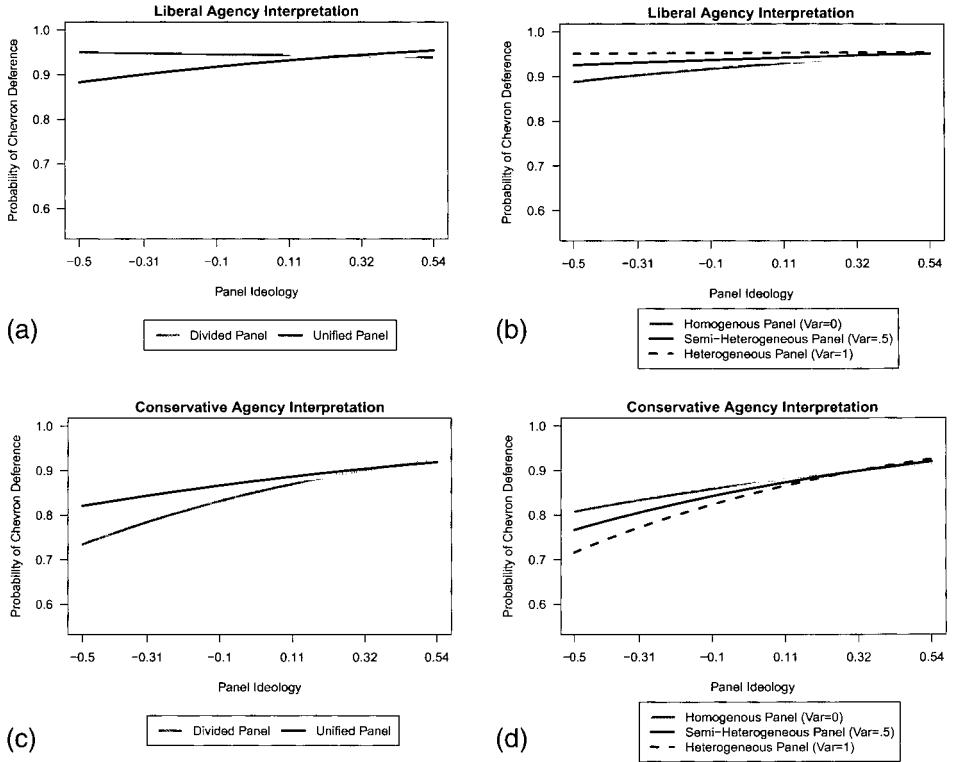 Liberal Agency Interpretation
Probability of Chevron Deference
1.0
0.9
0.8
0.7
0.6
−0.5 −0.31 −0.1 0.11 0.32 0.54
Panel Ideology
(a)
Divided Panel Unified Panel
Liberal Agency Interpretation
Probability of Chevron Deference
1.0
0.9
0.8
0.7
0.6
−0.5 −0.31 −0.1 0.11 0.32 0.54
Panel Ideology
(b)
Homogenous Panel (Var=0)
Semi−Heterogeneous Panel (Var=.5)
Heterogeneous Panel (Var=1)
Conservative Agency Interpretation
Probability of Chevron Deference
1.0
0.9
0.8
0.7
0.6
−0.5 −0.31 −0.1 0.11 0.32 0.54
Panel Ideology
(c)
Divided Panel Unified Panel
Conservative Agency Interpretation
Probability of Chevron Deference
1.0
0.9
0.8
0.7
0.6
−0.5 −0.31 −0.1 0.11 0.32 0.54
Panel Ideology
(d)
Homogenous Panel (Var=0)
Semi−Heterogeneous Panel (Var=.5)
Heterogeneous Panel (Var=1)